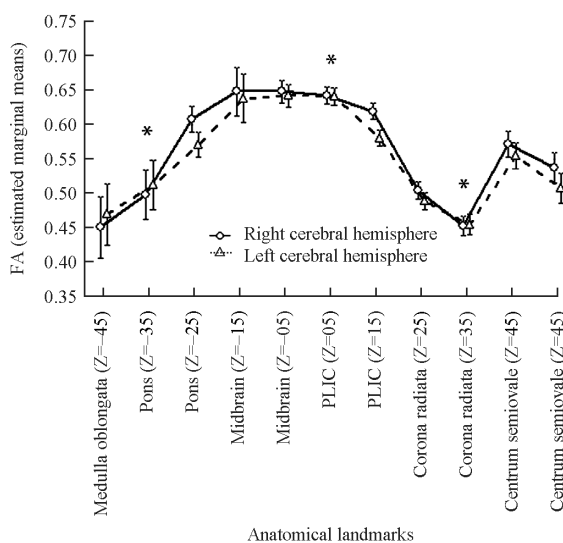 FA (estimated marginal means)
0.75
0.70
0.65
0.60
0.55
0.50
0.45
0.40
0.35
*
*
*
Right cerebral hemisphere
Left cerebral hemisphere
Medulla oblongata (Z=−45)
Pons (Z=−35)
Pons (Z=−25)
Midbrain (Z=−15)
Midbrain (Z=−05)
PLIC (Z=05)
PLIC (Z=15)
Corona radiata (Z=25)
Corona radiata (Z=35)
Centrum semiovale (Z=45)
Centrum semiovale (Z=45)
Anatomical landmarks